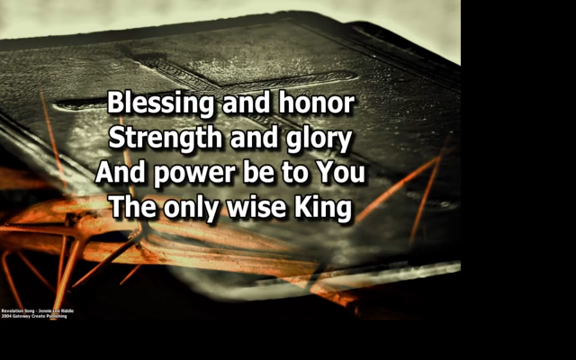 Blessing and honor
Strength and glory
And power be to You
The only wise King
Revelation Song - Jennie Lee Riddle
2004 Gateway Create Publishing